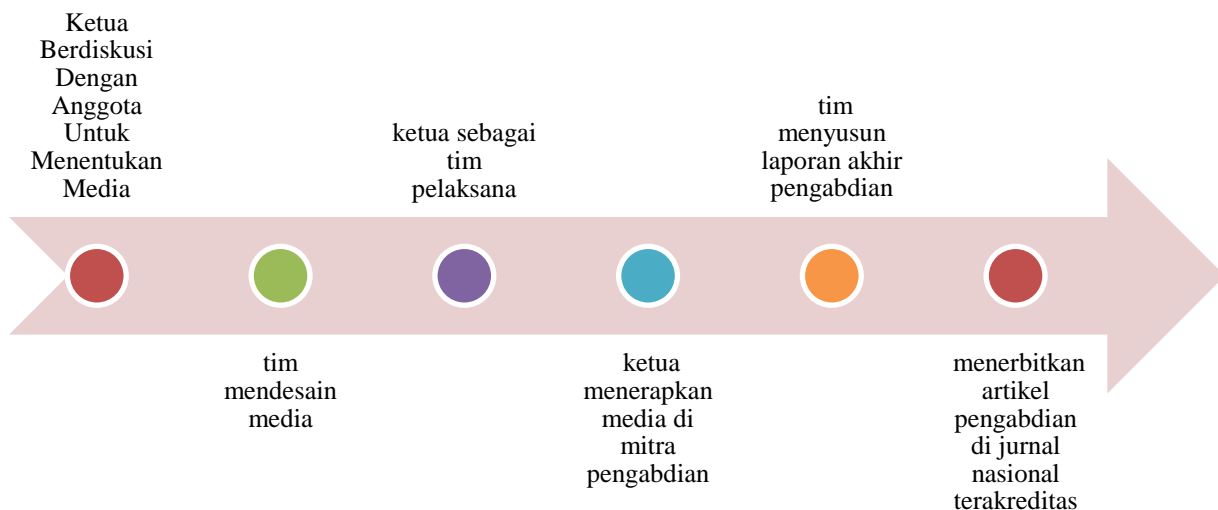 Ketua
Berdiskusi
Dengan
Anggota
Untuk
Menentukan
Media
tim
mendesain
media
ketua sebagai
tim
pelaksana
ketua
menerapkan
media di
mitra
pengabdian
tim
menyusun
laporan akhir
pengabdian
menerbitkan
artikel
pengabdian
di jurnal
nasional
terakreditas